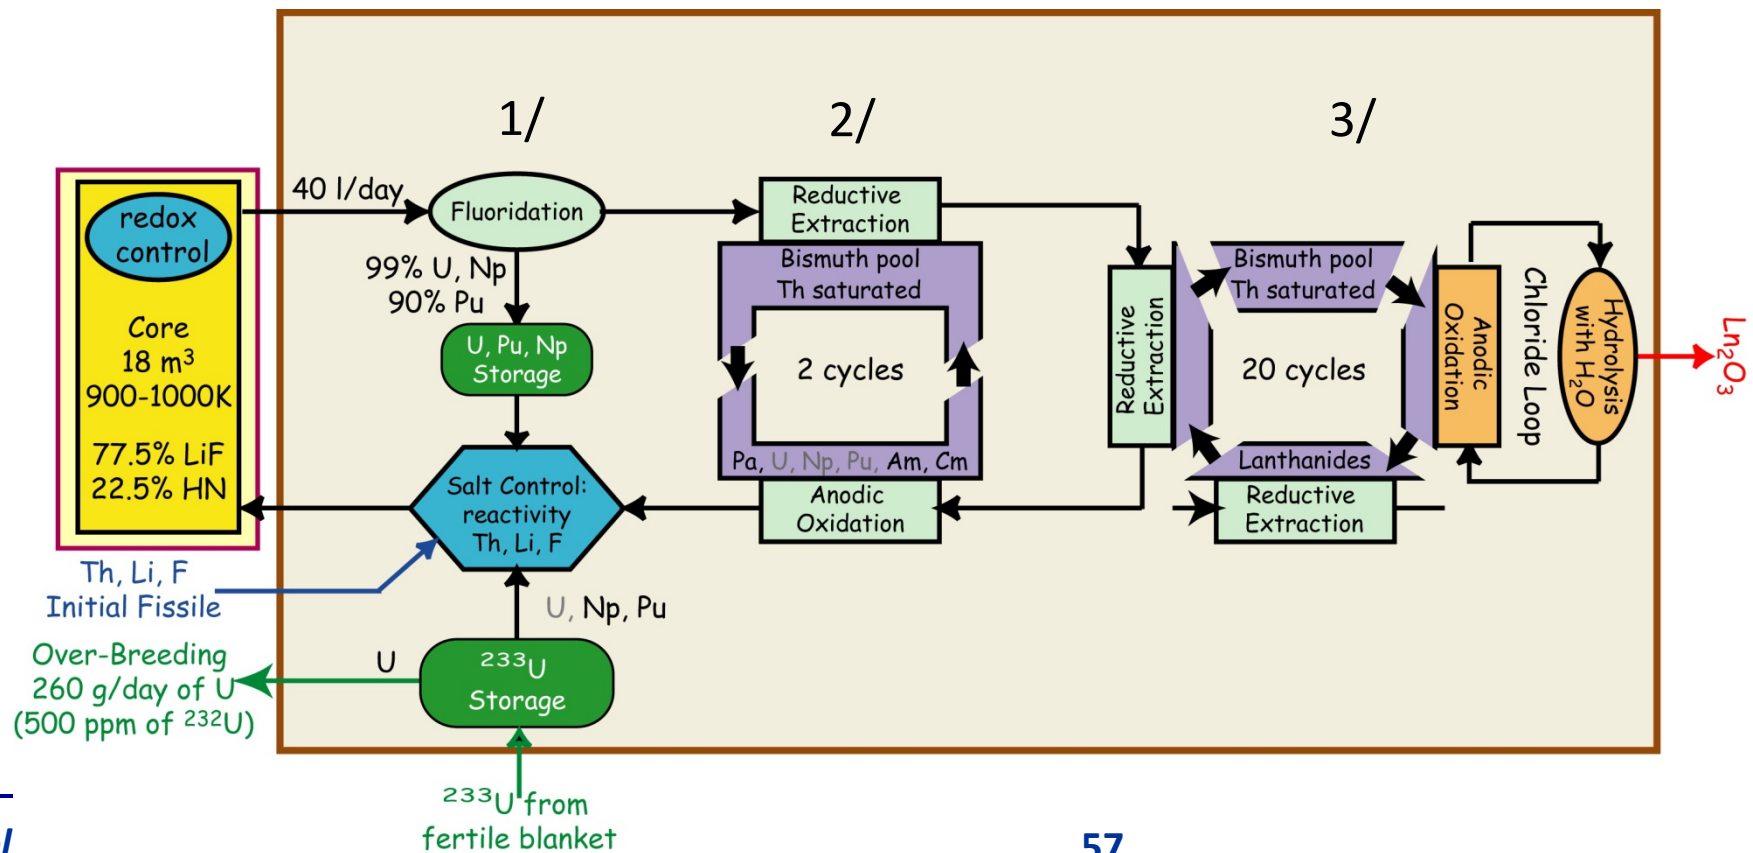 1/
2/
3/
40 l/day
redox
control
Core
18 m³
900-1000K
77.5% LiF
22.5% HN
Fluoridation
99% U, Np
90% Pu
U, Pu, Np
Storage
Salt Control:
reactivity
Th, Li, F
Th, Li, F
Initial Fissile
U, Np, Pu
Over-Breeding
260 g/day of U
(500 ppm of ²³²U)
U
²³³U
Storage
²³³U from
fertile blanket
Reductive
Extraction
Bismuth pool
Th saturated
2 cycles
Pa, U, Np, Pu, Am, Cm
Anodic
Oxidation
Reductive
Extraction
Bismuth pool
Th saturated
20 cycles
Lanthanides
Reductive
Extraction
Anodic
Oxidation
Chloride Loop
Hydrolysis
with H₂O
Ln₂O₃
57